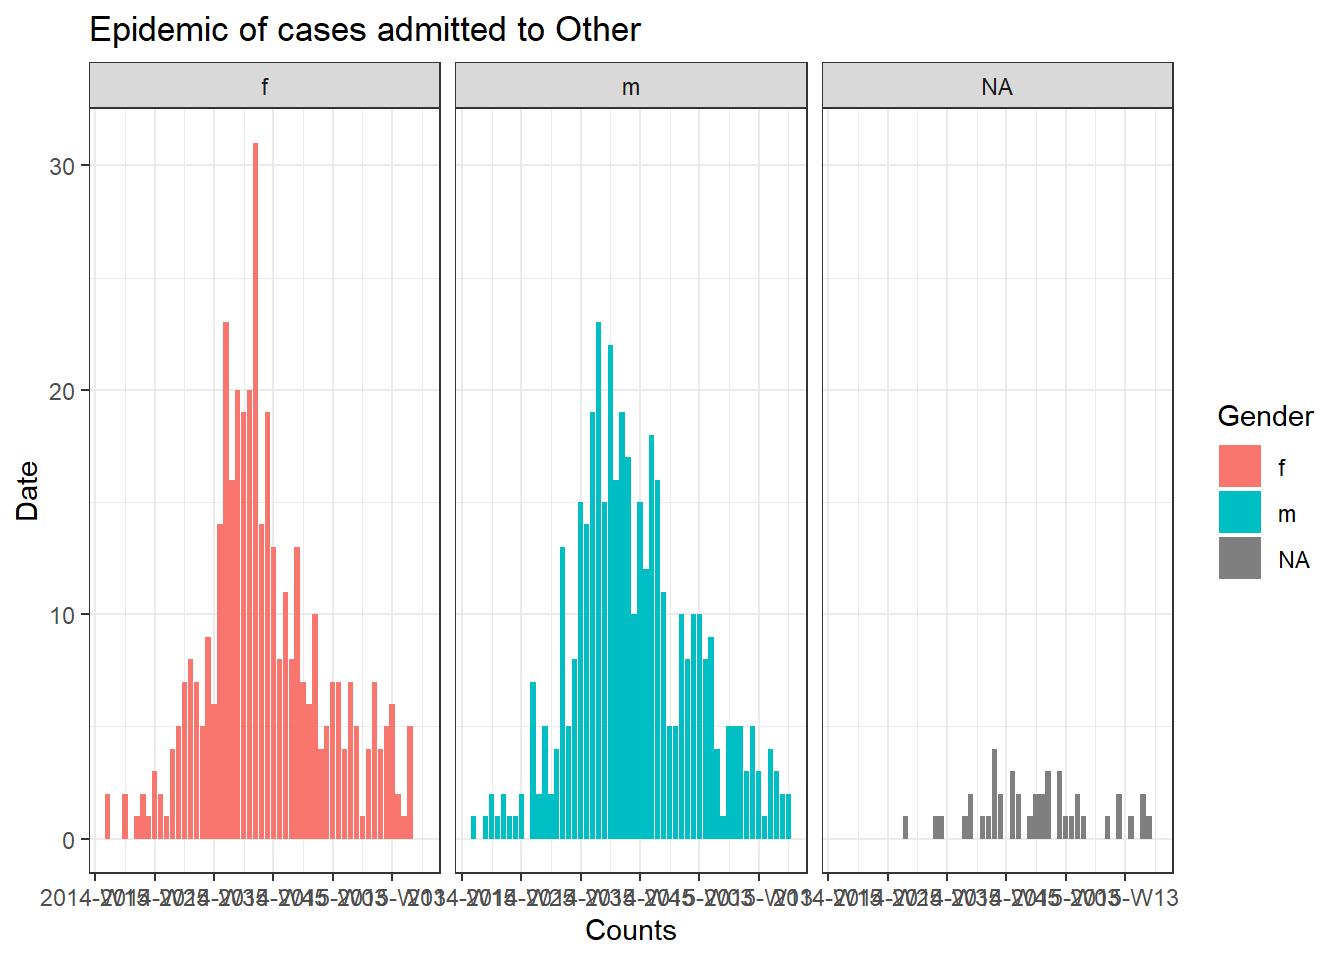 Epidemic of cases admitted to Other
f
m
NA
30
20
10
0
Date
Counts
Gender
f
m
NA